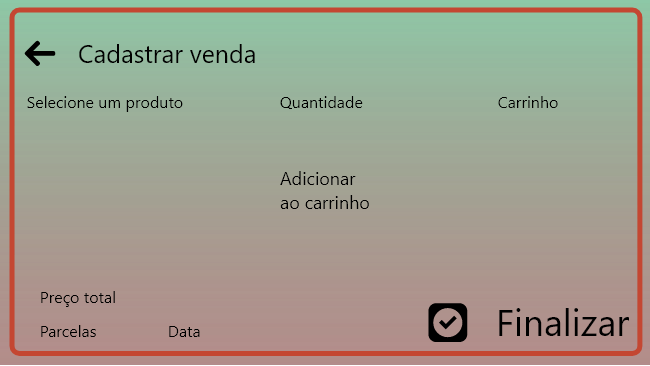 Cadastrar venda
Selecione um produto
Quantidade
Carrinho
Adicionar
ao carrinho
Preço total
Parcelas
Data
Finalizar